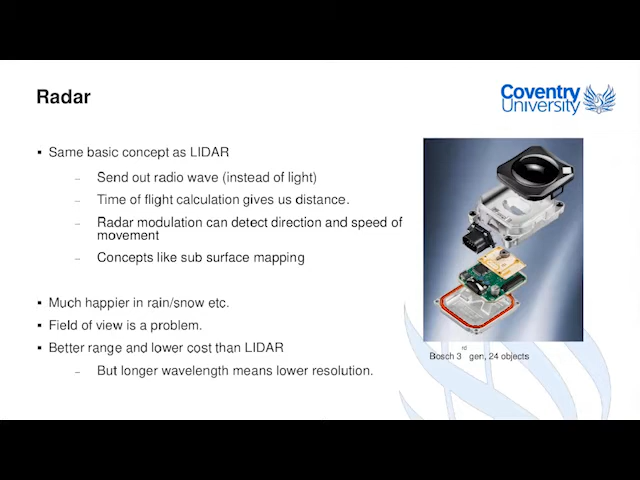 Radar
Coventry
University
▪ Same basic concept as LIDAR
– Send out radio wave (instead of light)
– Time of flight calculation gives us distance.
– Radar modulation can detect direction and speed of
movement
– Concepts like sub surface mapping
▪ Much happier in rain/snow etc.
▪ Field of view is a problem.
▪ Better range and lower cost than LIDAR
– But longer wavelength means lower resolution.
Bosch 3rd gen, 24 objects